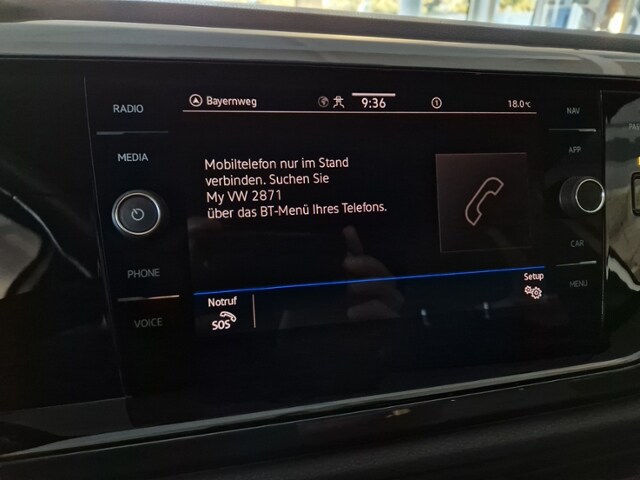 RADIO
MEDIA
PHONE
VOICE
Bayernweg
9:36
1
18.0°C
Mobiltelefon nur im Stand
verbinden. Suchen Sie
My VW 2871
über das BT-Menü Ihres Telefons.
Notruf
SOS
Setup
NAV
APP
CAR
MENU